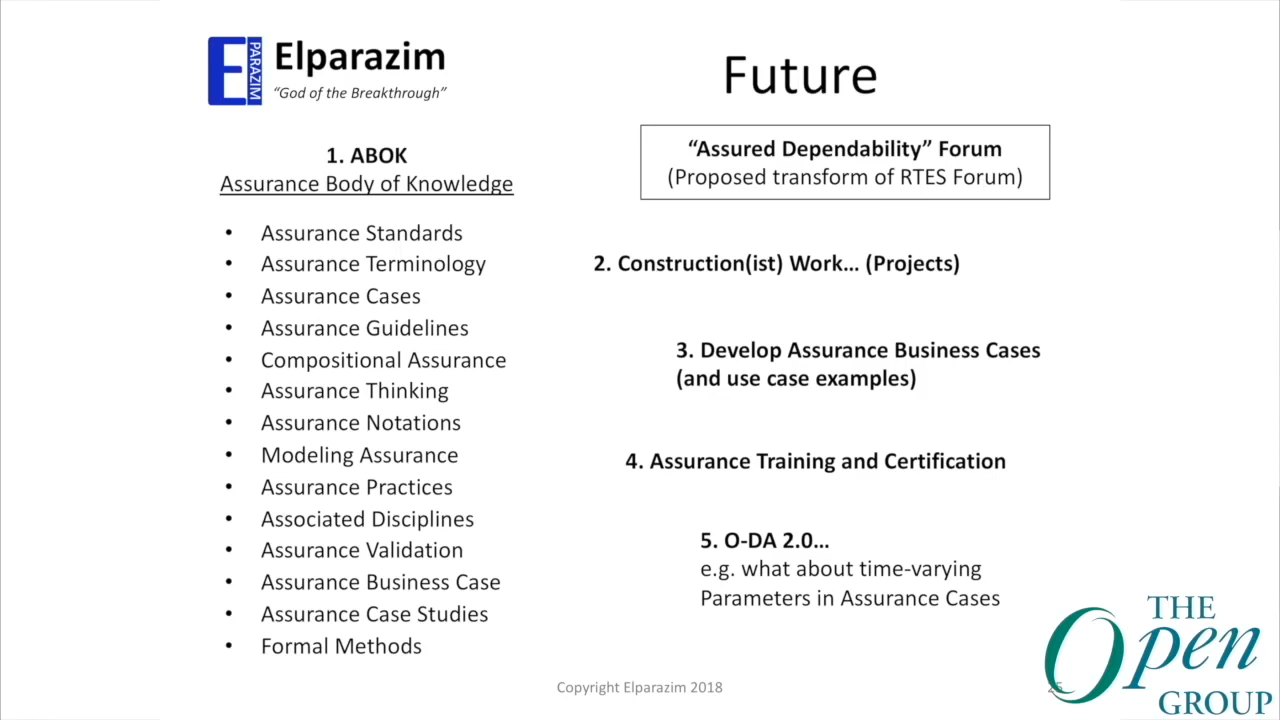 E
PARAZIM
Elparazim
“God of the Breakthrough”
Future
1. ABOK
Assurance Body of Knowledge
• Assurance Standards
• Assurance Terminology
• Assurance Cases
• Assurance Guidelines
• Compositional Assurance
• Assurance Thinking
• Assurance Notations
• Modeling Assurance
• Assurance Practices
• Associated Disciplines
• Assurance Validation
• Assurance Business Case
• Assurance Case Studies
• Formal Methods
“Assured Dependability” Forum
(Proposed transform of RTES Forum)
2. Construction(ist) Work… (Projects)
3. Develop Assurance Business Cases
(and use case examples)
4. Assurance Training and Certification
5. O-DA 2.0…
e.g. what about time-varying
Parameters in Assurance Cases
Copyright Elparazim 2018
25
THE
Open
GROUP